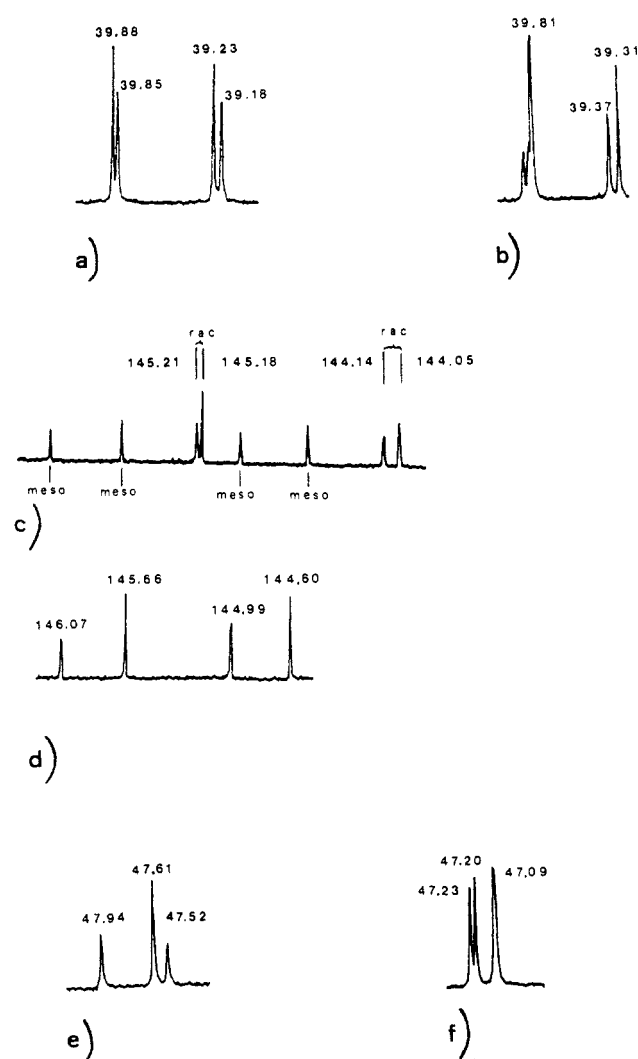 39.88
39.85
39.23
39.18
a)
39.81
39.37
39.31
b)
rac
rac
145.21
145.18
144.14
144.05
meso
meso
meso
meso
c)
146.07
145.66
144,99
144,60
d)
47.94
47,61
47.52
e)
47.23
47.20
47,09
f)